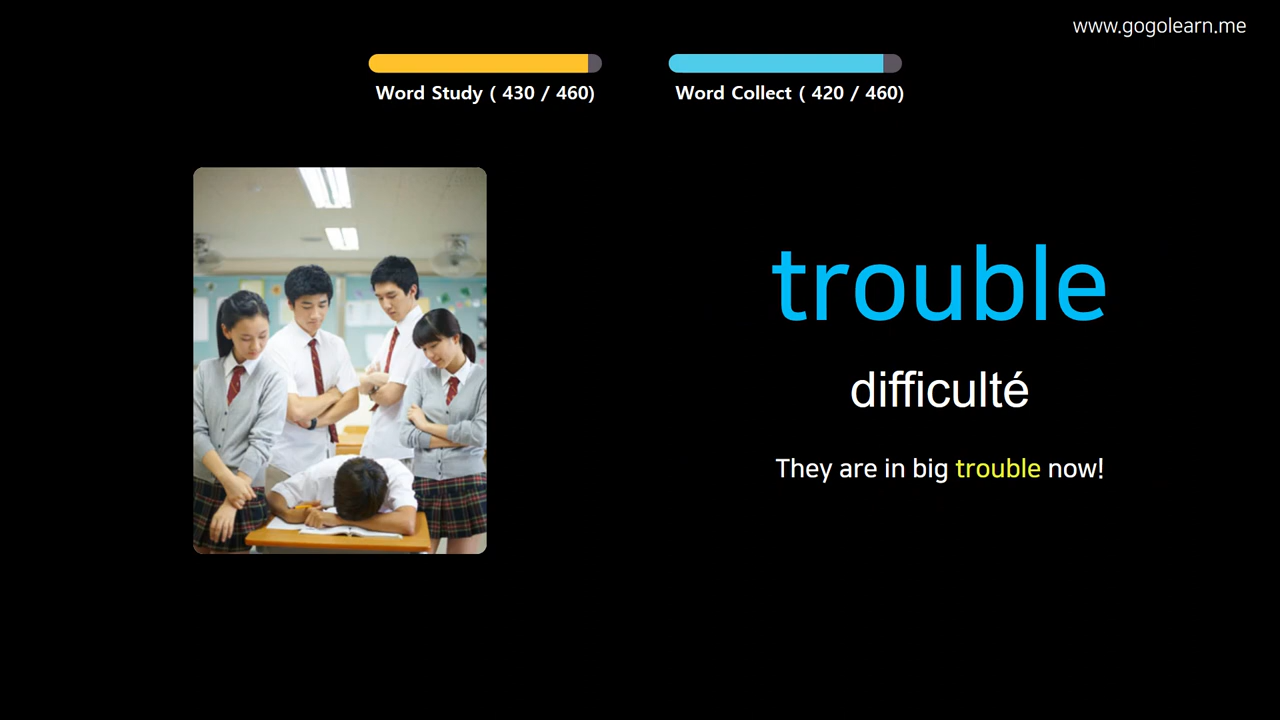 www.gogolearn.me
Word Study ( 430 / 460)
Word Collect ( 420 / 460)
trouble
difficulté
They are in big trouble now!